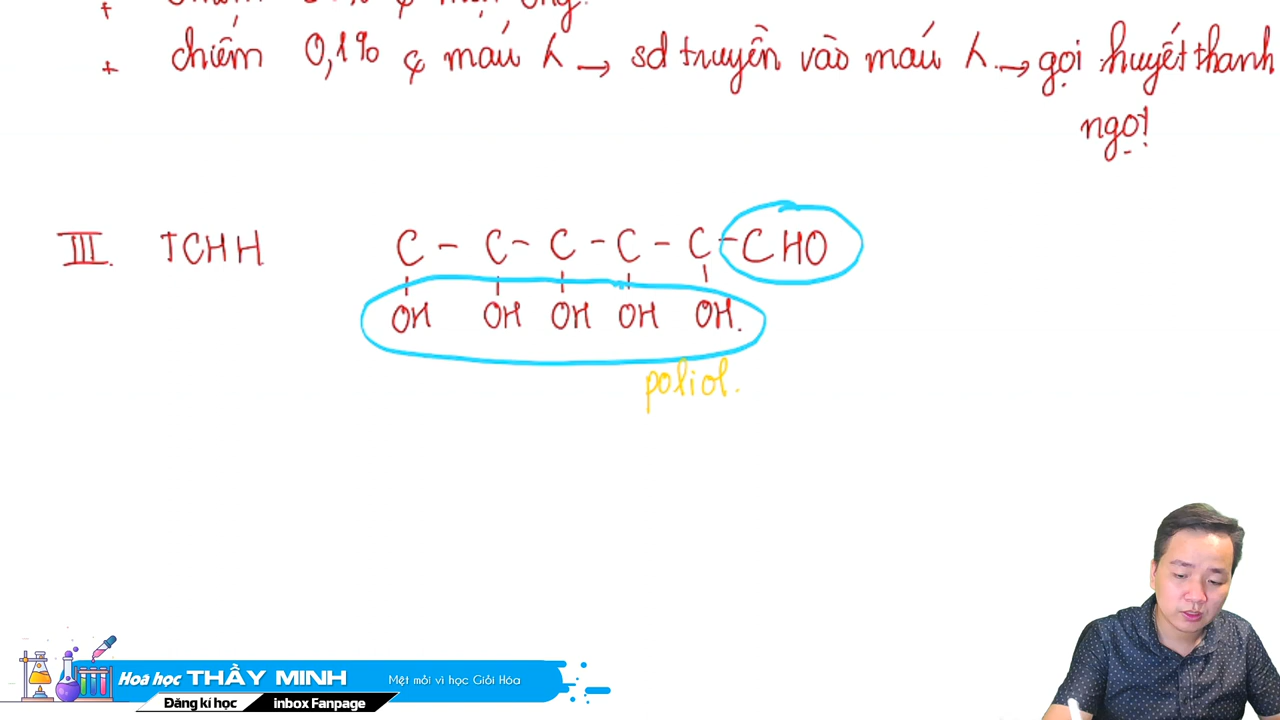 + chiếm 0,1% ę máu λ → sd truyền vào máu λ → gọi huyết thanh
ngọt
III. TCHH C - C - C - C - C - CHO
OH OH OH OH OH.
poliol.
Hoá học THẦY MINH
Mệt mỏi vì học Giỏi Hóa
Đăng kí học inbox Fanpage